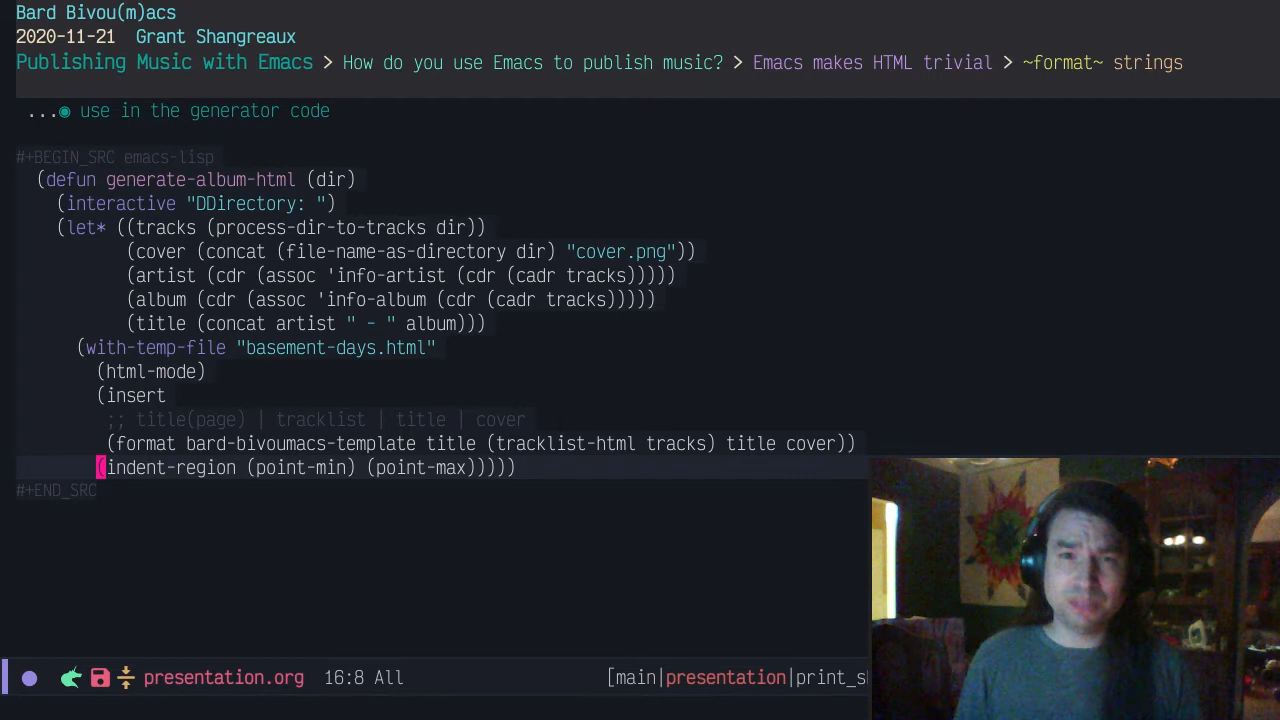 Bard Bivou(m)acs
2020-11-21  Grant Shangreaux
Publishing Music with Emacs > How do you use Emacs to publish music? > Emacs makes HTML trivial > ~format~ strings
...◉ use in the generator code
#+BEGIN_SRC emacs-lisp
(defun generate-album-html (dir)
(interactive "DDirectory: ")
(let* ((tracks (process-dir-to-tracks dir))
(cover (concat (file-name-as-directory dir) "cover.png"))
(artist (cdr (assoc 'info-artist (cdr (cadr tracks)))))
(album (cdr (assoc 'info-album (cdr (cadr tracks)))))
(title (concat artist " - " album)))
(with-temp-file "basement-days.html"
(html-mode)
(insert
;; title(page) | tracklist | title | cover
(format bard-bivoumacs-template title (tracklist-html tracks) title cover))
(indent-region (point-min) (point-max)))))
#+END_SRC
presentation.org  16:8 All  [main|presentation|print_s